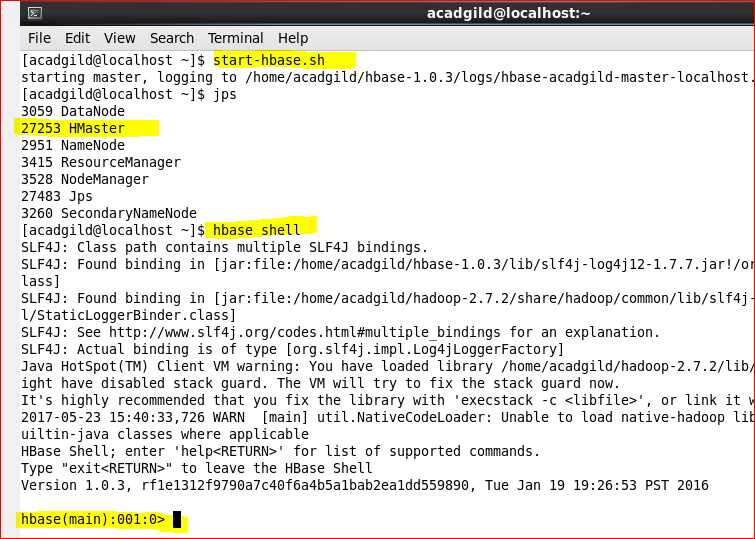 acadgild@localhost:~
File Edit View Search Terminal Help
[acadgild@localhost ~]$ start-hbase.sh
starting master, logging to /home/acadgild/hbase-1.0.3/logs/hbase-acadgild-master-localhost.
[acadgild@localhost ~]$ jps
3059 DataNode
27253 HMaster
2951 NameNode
3415 ResourceManager
3528 NodeManager
27483 Jps
3260 SecondaryNameNode
[acadgild@localhost ~]$ hbase shell
SLF4J: Class path contains multiple SLF4J bindings.
SLF4J: Found binding in [jar:file:/home/acadgild/hbase-1.0.3/lib/slf4j-log4j12-1.7.7.jar!/or
lass]
SLF4J: Found binding in [jar:file:/home/acadgild/hadoop-2.7.2/share/hadoop/common/lib/slf4j-
l/StaticLoggerBinder.class]
SLF4J: See http://www.slf4j.org/codes.html#multiple_bindings for an explanation.
SLF4J: Actual binding is of type [org.slf4j.impl.Log4jLoggerFactory]
Java HotSpot(TM) Client VM warning: You have loaded library /home/acadgild/hadoop-2.7.2/lib/
ight have disabled stack guard. The VM will try to fix the stack guard now.
It's highly recommended that you fix the library with 'execstack -c <libfile>', or link it w
2017-05-23 15:40:33,726 WARN  [main] util.NativeCodeLoader: Unable to load native-hadoop lib
uiltin-java classes where applicable
HBase Shell; enter 'help<RETURN>' for list of supported commands.
Type "exit<RETURN>" to leave the HBase Shell
Version 1.0.3, rf1e1312f9790a7c40f6a4b5a1bab2ea1dd559890, Tue Jan 19 19:26:53 PST 2016
hbase(main):001:0>